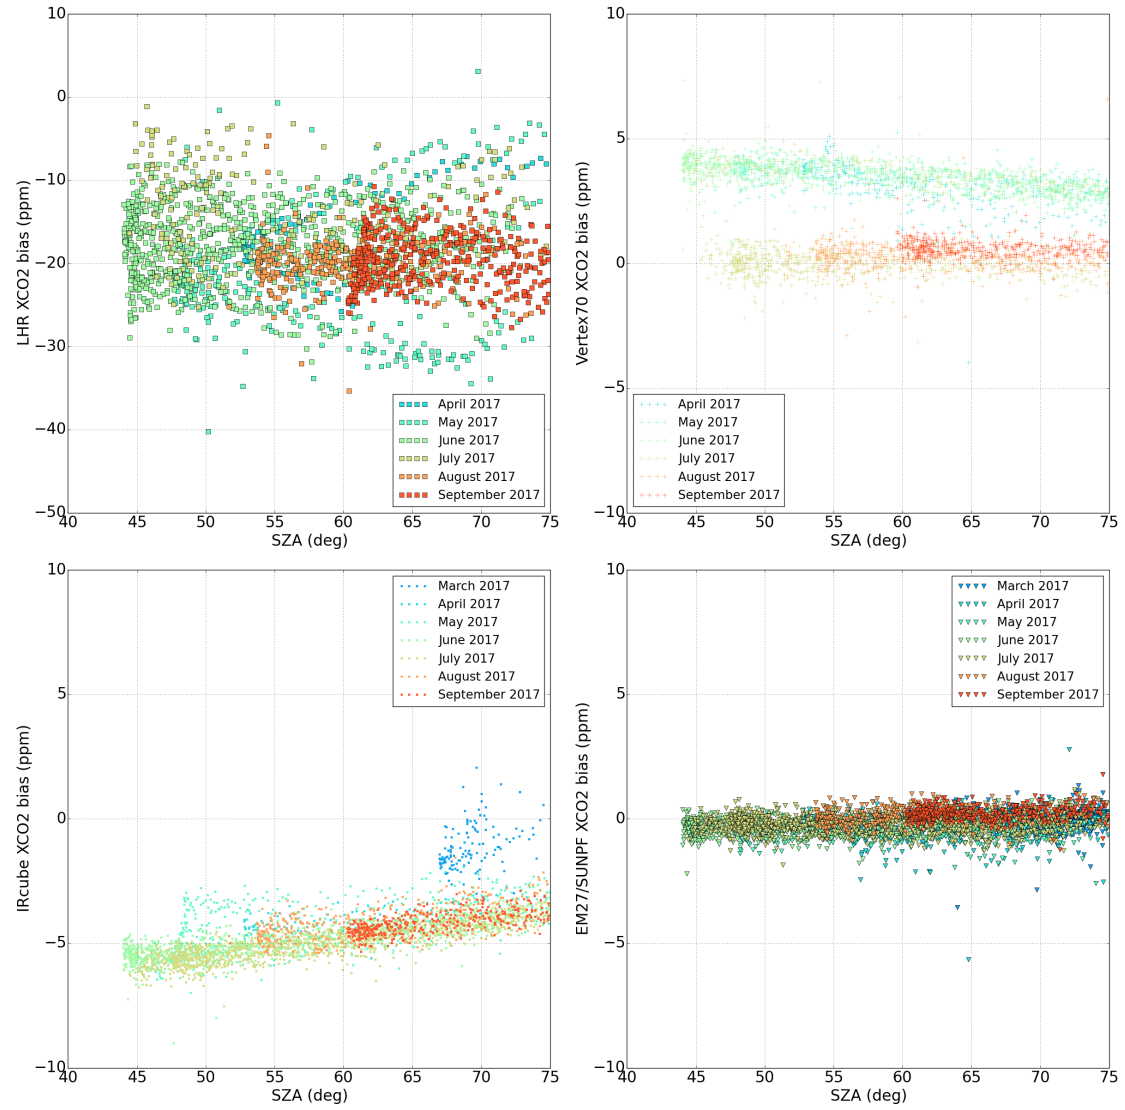 10
0
−10
−20
−30
−40
−50
40
45
50
55
60
65
70
75
SZA (deg)
LHR XCO2 bias (ppm)
April 2017
May 2017
June 2017
July 2017
August 2017
September 2017
10
5
0
−5
−10
40
45
50
55
60
65
70
75
SZA (deg)
Vertex70 XCO2 bias (ppm)
April 2017
May 2017
June 2017
July 2017
August 2017
September 2017
10
5
0
−5
−10
40
45
50
55
60
65
70
75
SZA (deg)
IRcube XCO2 bias (ppm)
March 2017
April 2017
May 2017
June 2017
July 2017
August 2017
September 2017
10
5
0
−5
−10
40
45
50
55
60
65
70
75
SZA (deg)
EM27/SUNPF XCO2 bias (ppm)
March 2017
April 2017
May 2017
June 2017
July 2017
August 2017
September 2017